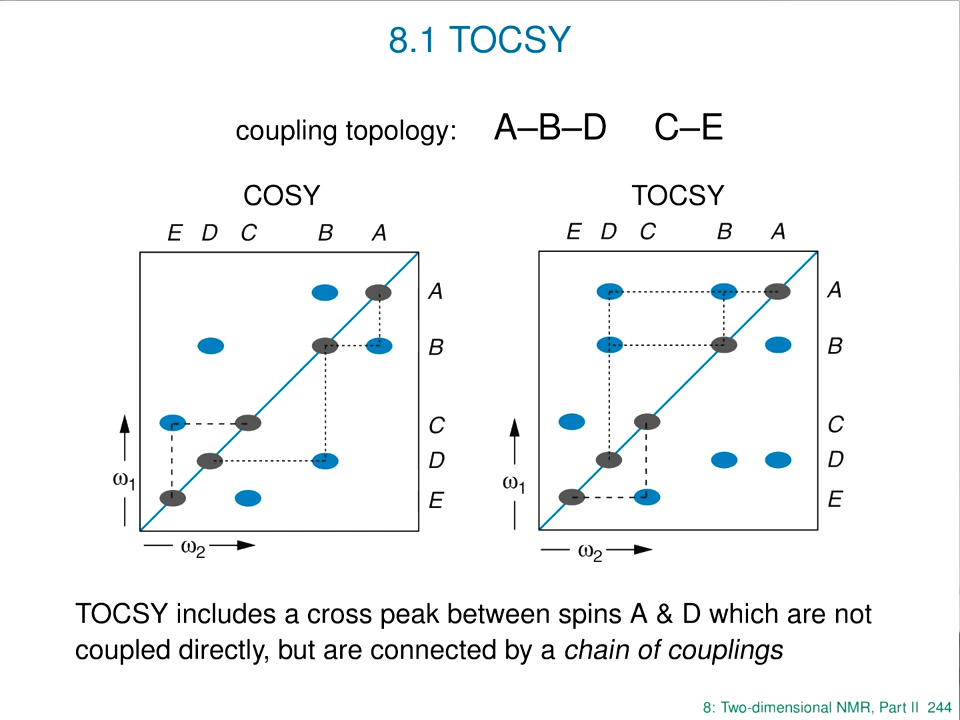 8.1 TOCSY
coupling topology: A–B–D C–E
COSY
TOCSY
E D C B A
E D C B A
A
B
C
D
E
A
B
C
D
E
ω1
ω2
ω1
ω2
TOCSY includes a cross peak between spins A & D which are not
coupled directly, but are connected by a chain of couplings
8: Two-dimensional NMR, Part II 244